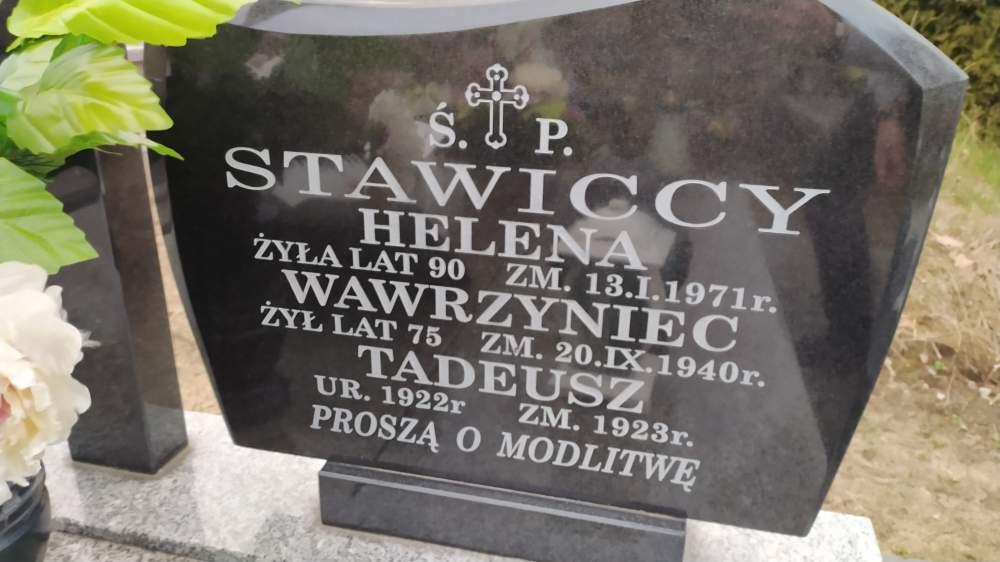 Ś. P.
STAWICCY
HELENA
ŻYŁA LAT 90 ZM. 13.I.1971r.
WAWRZYNIEC
ŻYŁ LAT 75 ZM. 20.IX.1940r.
TADEUSZ
UR. 1922r ZM. 1923r.
PROSZĄ O MODLITWĘ